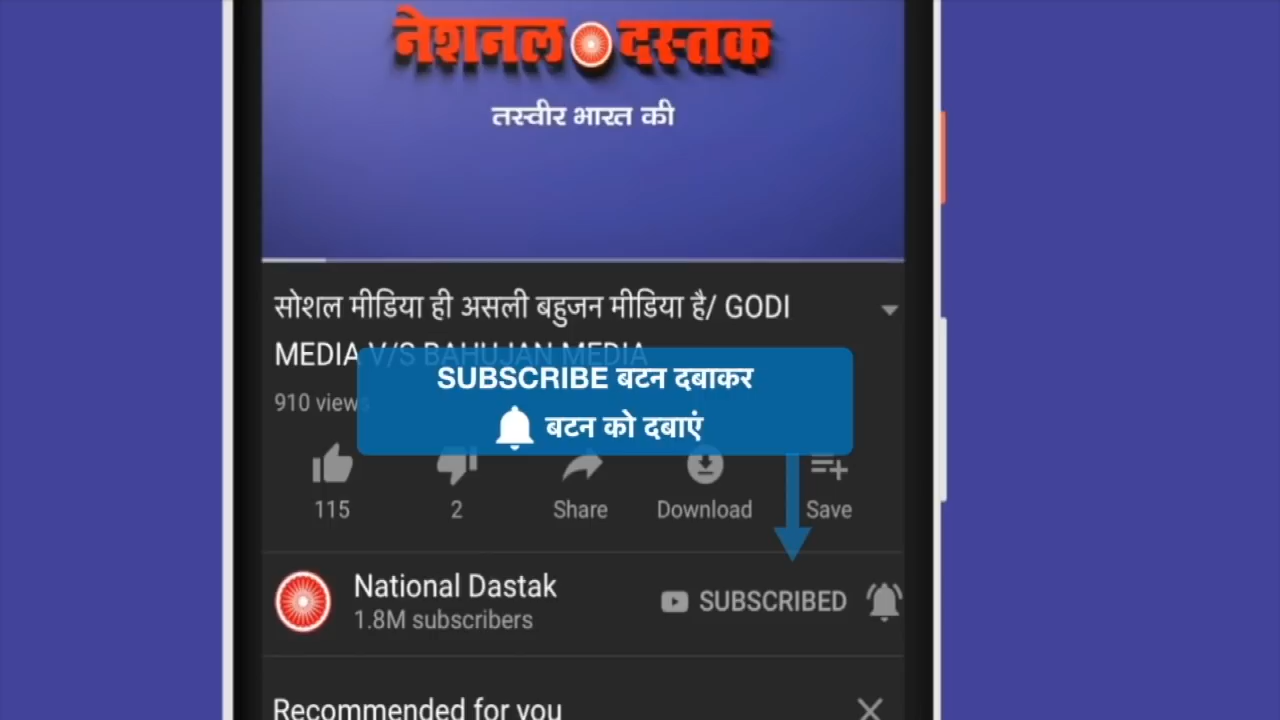 नेशनल दस्तक
तस्वीर भारत की
सोशल मीडिया ही असली बहुजन मीडिया है/ GODI
MEDIA V/S BAHUJAN MEDIA
910 views
SUBSCRIBE बटन दबाकर
बटन को दबाएं
115
2
Share
Download
Save
National Dastak
1.8M subscribers
SUBSCRIBED
Recommended for you